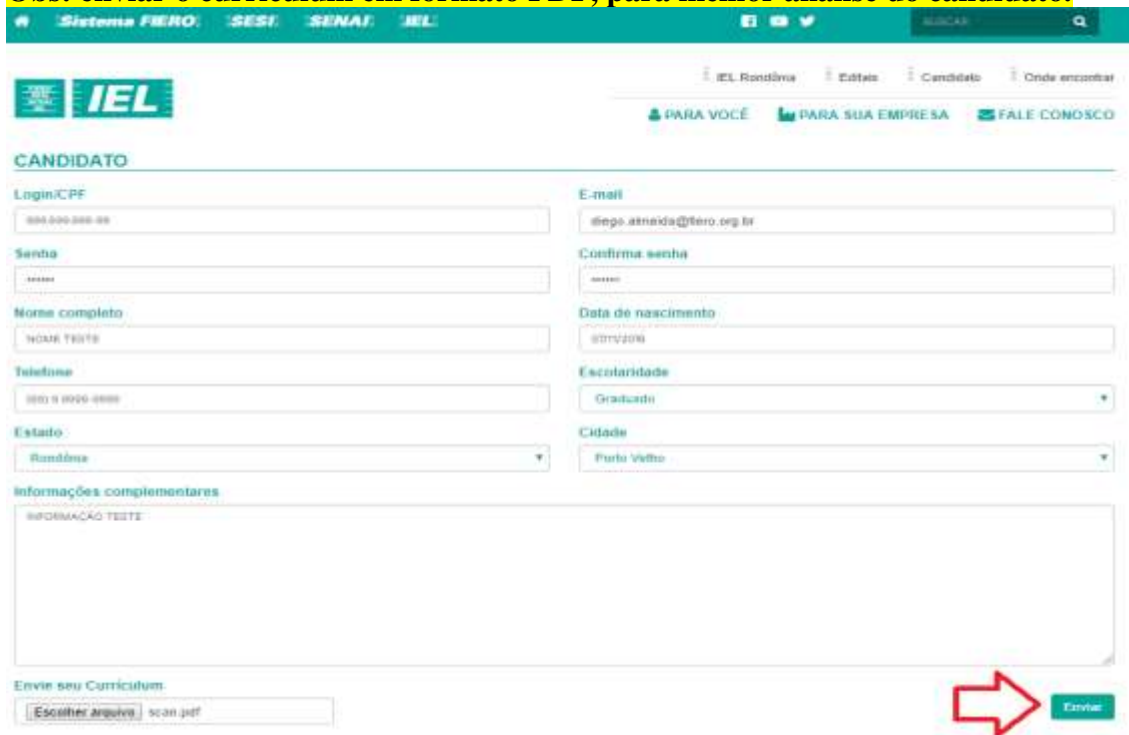 Obs: enviar o curriculum em formato PDF, para melhor análise do candidato.
Sistema FIERO SESI SENAI IEL BUSCAR
IEL Rondônia Editais Candidato Onde encontrar
IEL
PARA VOCÊ PARA SUA EMPRESA FALE CONOSCO
CANDIDATO
Login/CPF E-mail
diego.almeida@fiero.org.br
Senha Confirma senha
****** ******
Nome completo Data de nascimento
NOME TESTE
Telefone Escolaridade
Graduado
Estado Cidade
Rondônia Porto Velho
Informações complementares
INFORMAÇÃO TESTE
Envie seu Curriculum
Escolher arquivo scan.pdf Enviar